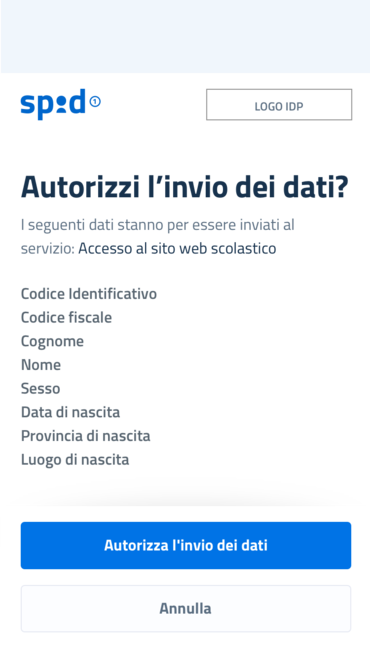 spid 1
LOGO IDP
Autorizzi l’invio dei dati?
I seguenti dati stanno per essere inviati al
servizio: Accesso al sito web scolastico
Codice Identificativo
Codice fiscale
Cognome
Nome
Sesso
Data di nascita
Provincia di nascita
Luogo di nascita
Autorizza l'invio dei dati
Annulla